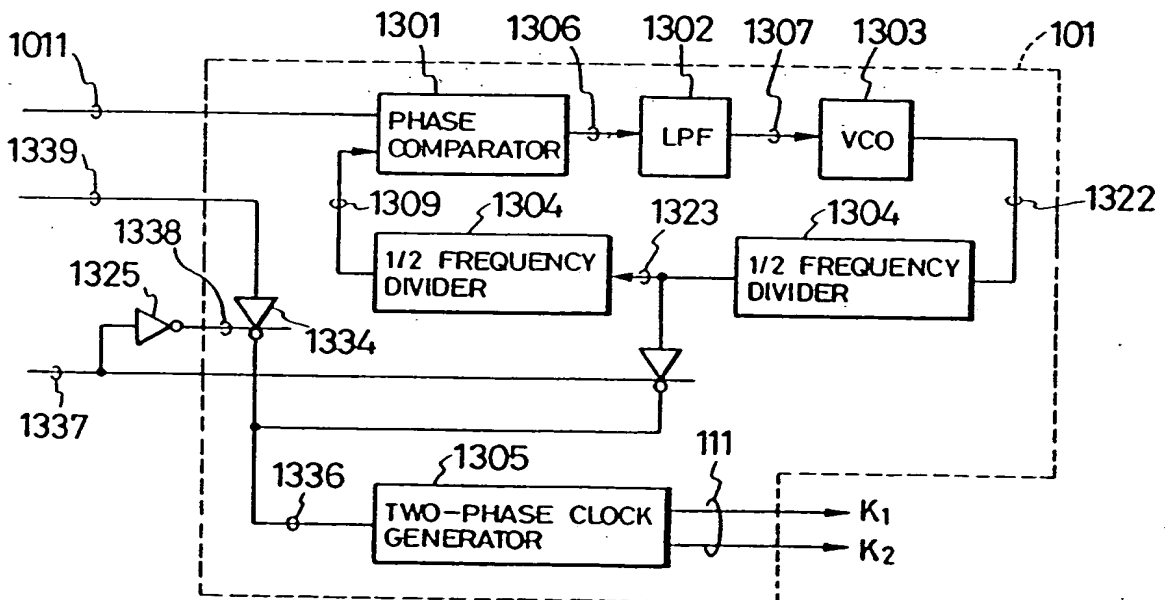 1301
1306
1302
1307
1303
101
1011
PHASE
COMPARATOR
LPF
VCO
1339
1309
1304
1323
1304
1322
1338
1/2 FREQUENCY
DIVIDER
1/2 FREQUENCY
DIVIDER
1325
1334
1337
111
1305
1336
TWO-PHASE CLOCK
GENERATOR
K1
K2